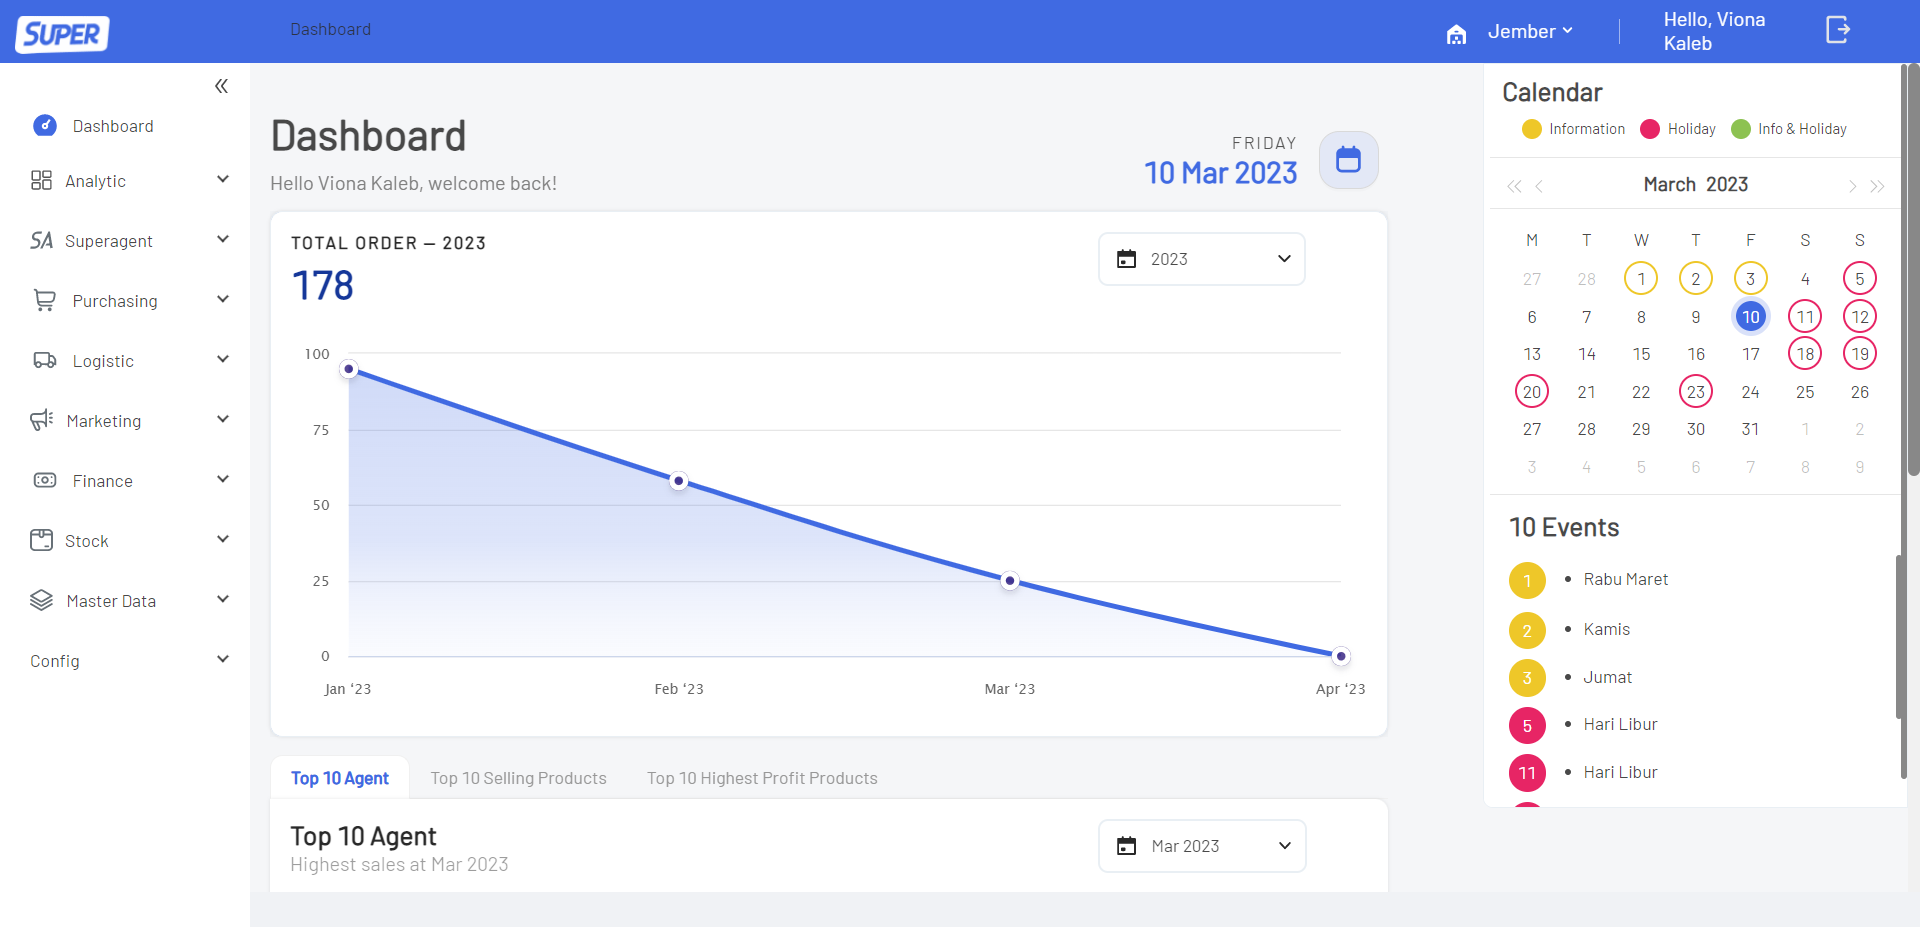 SUPER
Dashboard
Jember
Hello, Viona
Kaleb
Dashboard
Analytic
SA Superagent
Purchasing
Logistic
Marketing
Finance
Stock
Master Data
Config
Dashboard
Hello Viona Kaleb, welcome back!
FRIDAY
10 Mar 2023
TOTAL ORDER – 2023
178
2023
100
75
50
25
0
Jan ‘23 Feb ‘23 Mar ‘23 Apr ‘23
Top 10 Agent Top 10 Selling Products Top 10 Highest Profit Products
Top 10 Agent
Highest sales at Mar 2023
Mar 2023
Calendar
Information Holiday Info & Holiday
March 2023
M T W T F S S
27 28 1 2 3 4 5
6 7 8 9 10 11 12
13 14 15 16 17 18 19
20 21 22 23 24 25 26
27 28 29 30 31 1 2
3 4 5 6 7 8 9
10 Events
1 • Rabu Maret
2 • Kamis
3 • Jumat
5 • Hari Libur
11 • Hari Libur